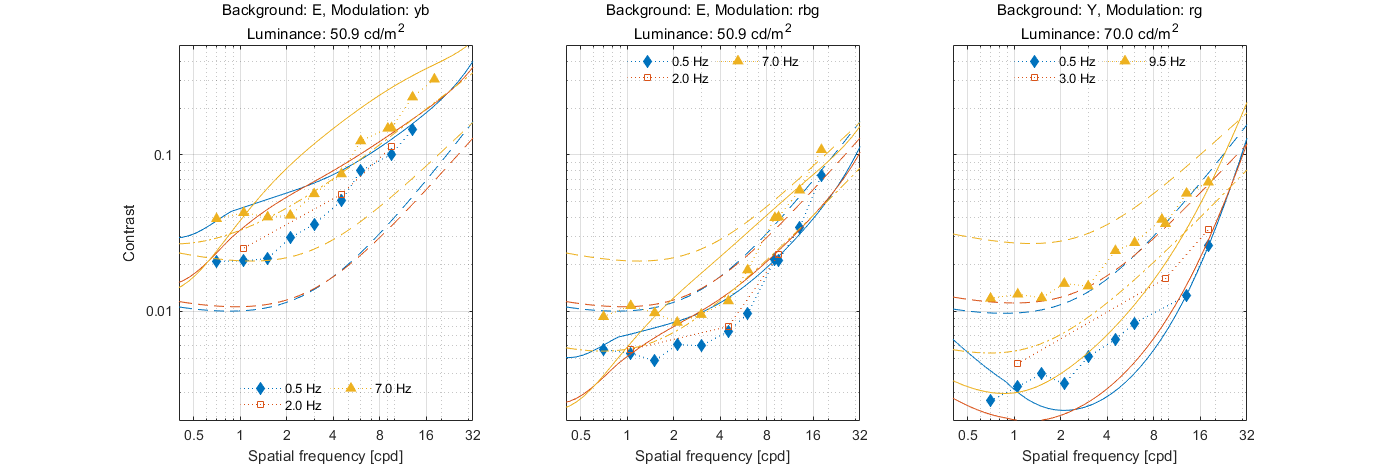 Background: E, Modulation: yb
Luminance: 50.9 cd/m²
Background: E, Modulation: rbg
Luminance: 50.9 cd/m²
Background: Y, Modulation: rg
Luminance: 70.0 cd/m²
Contrast
0.1
0.01
0.5 Hz
7.0 Hz
2.0 Hz
0.5 1 2 4 8 16 32
Spatial frequency [cpd]
0.5 Hz
7.0 Hz
2.0 Hz
0.5 1 2 4 8 16 32
Spatial frequency [cpd]
0.5 Hz
9.5 Hz
3.0 Hz
0.5 1 2 4 8 16 32
Spatial frequency [cpd]